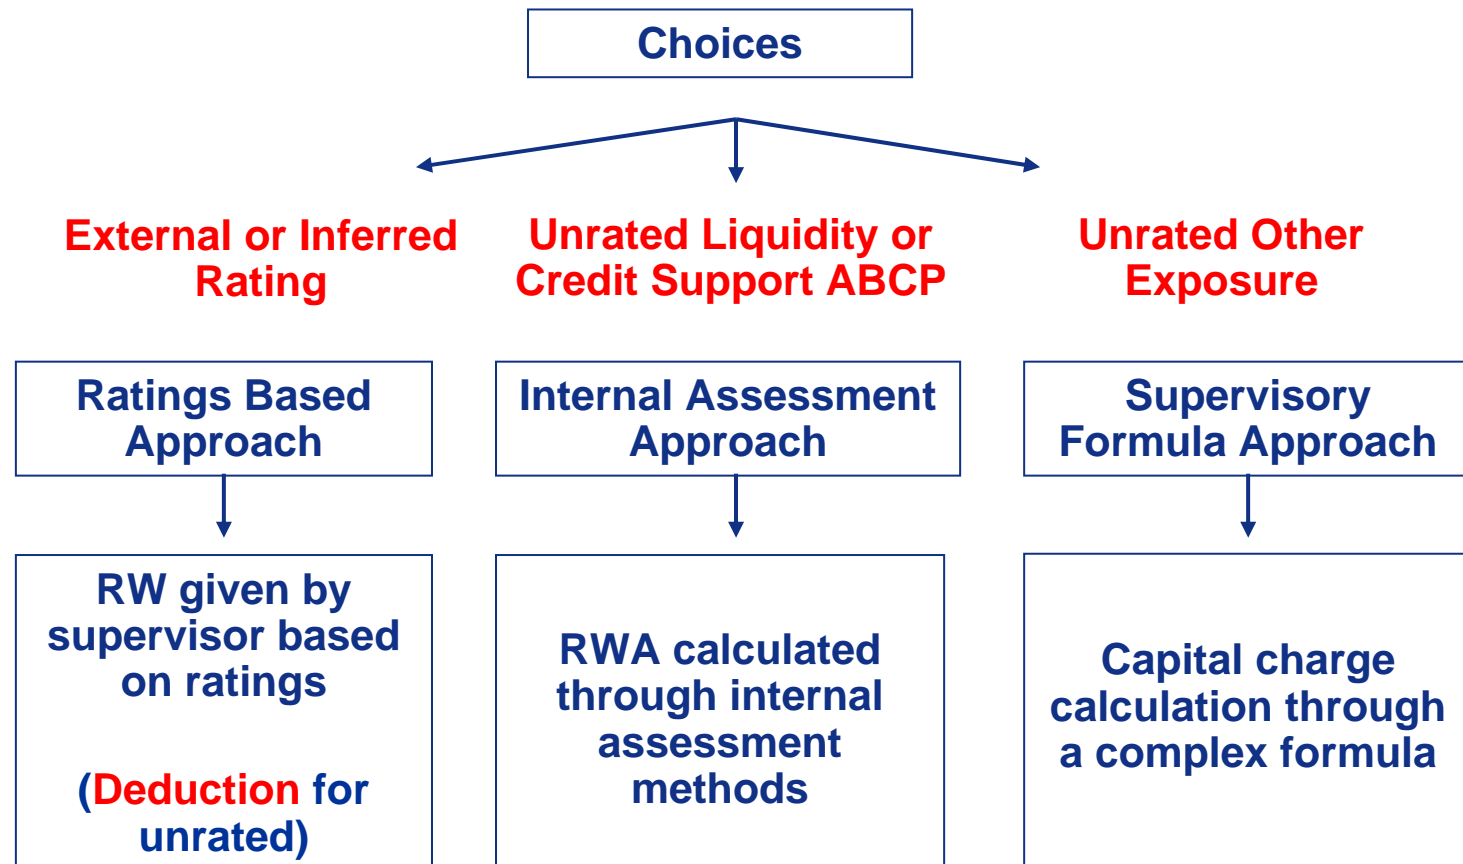 Choices
External or Inferred
Rating
Unrated Liquidity or
Credit Support ABCP
Unrated Other
Exposure
Ratings Based
Approach
Internal Assessment
Approach
Supervisory
Formula Approach
RW given by
supervisor based
on ratings
(Deduction for
unrated)
RWA calculated
through internal
assessment
methods
Capital charge
calculation through
a complex formula